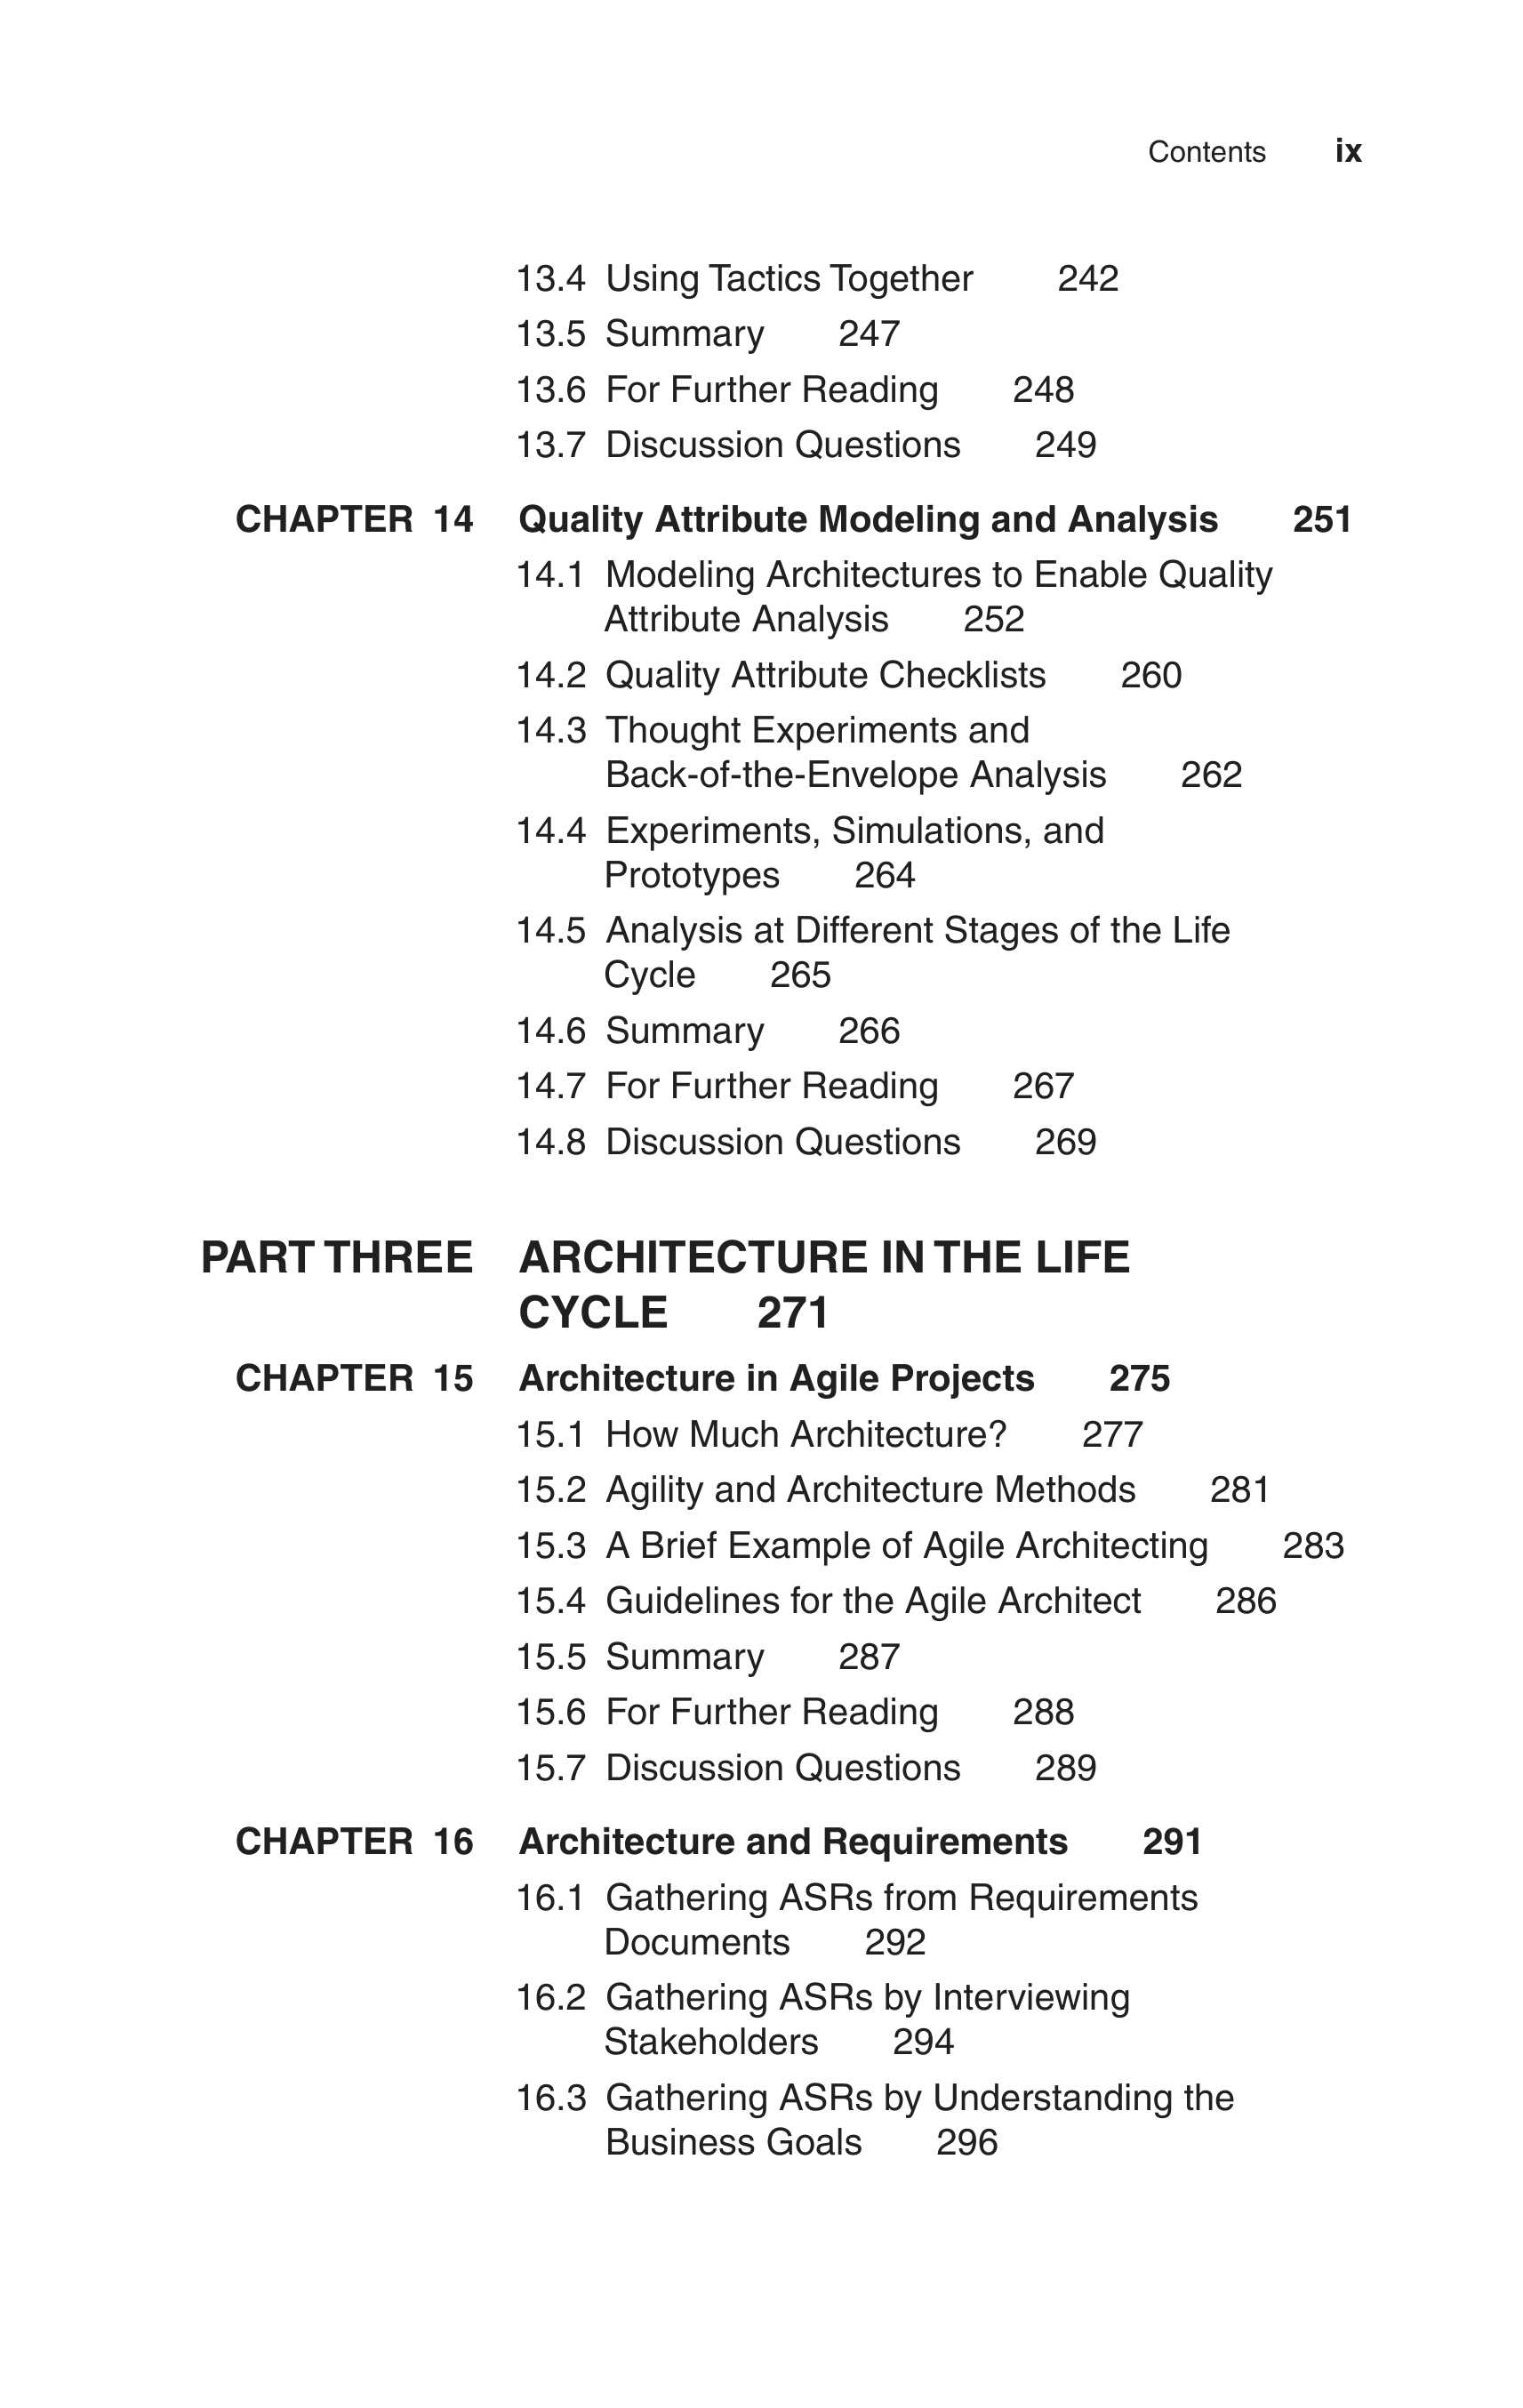 Contents ix
13.4 Using Tactics Together 242
13.5 Summary 247
13.6 For Further Reading 248
13.7 Discussion Questions 249
CHAPTER 14 Quality Attribute Modeling and Analysis 251
14.1 Modeling Architectures to Enable Quality
Attribute Analysis 252
14.2 Quality Attribute Checklists 260
14.3 Thought Experiments and
Back-of-the-Envelope Analysis 262
14.4 Experiments, Simulations, and
Prototypes 264
14.5 Analysis at Different Stages of the Life
Cycle 265
14.6 Summary 266
14.7 For Further Reading 267
14.8 Discussion Questions 269
PART THREE ARCHITECTURE IN THE LIFE
CYCLE 271
CHAPTER 15 Architecture in Agile Projects 275
15.1 How Much Architecture? 277
15.2 Agility and Architecture Methods 281
15.3 A Brief Example of Agile Architecting 283
15.4 Guidelines for the Agile Architect 286
15.5 Summary 287
15.6 For Further Reading 288
15.7 Discussion Questions 289
CHAPTER 16 Architecture and Requirements 291
16.1 Gathering ASRs from Requirements
Documents 292
16.2 Gathering ASRs by Interviewing
Stakeholders 294
16.3 Gathering ASRs by Understanding the
Business Goals 296